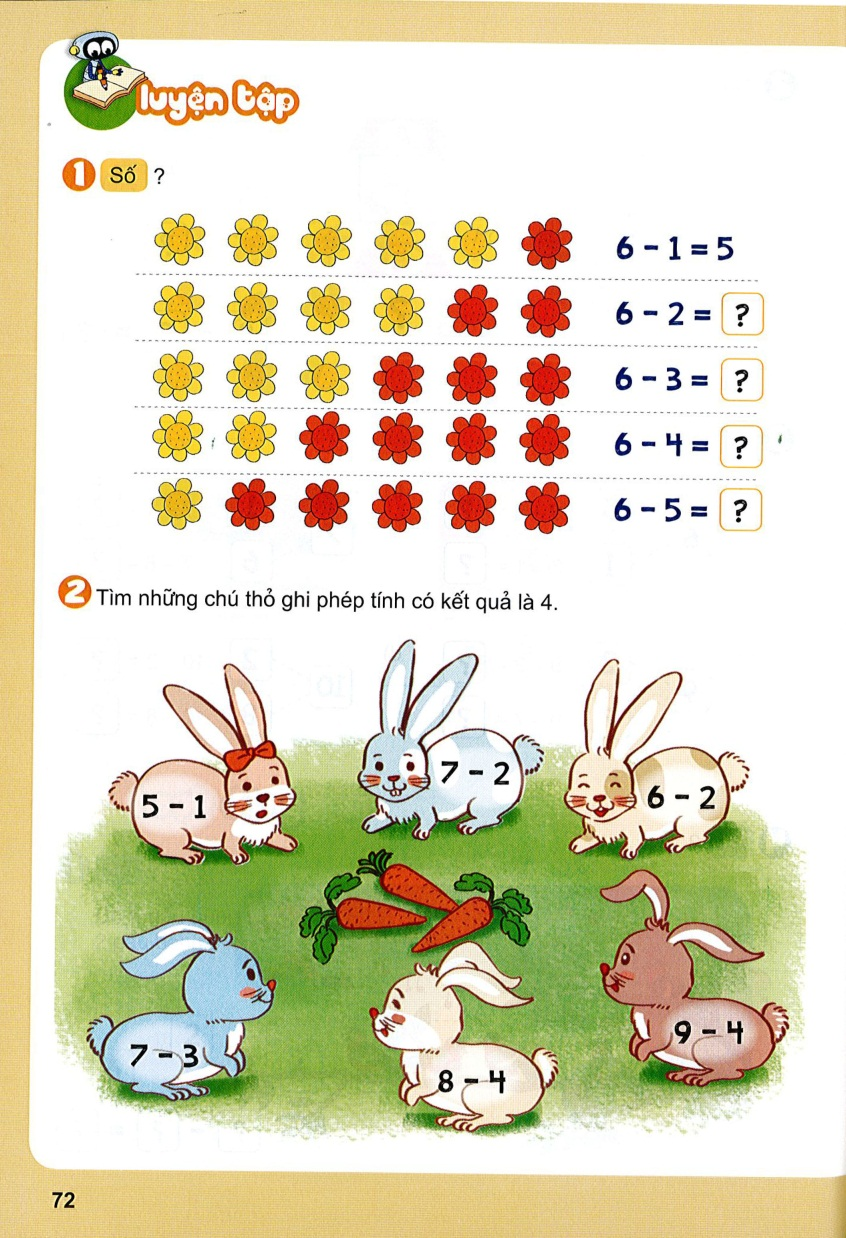 luyện tập
1 Số ?
6 – 1 = 5
6 – 2 = ?
6 – 3 = ?
6 – 4 = ?
6 – 5 = ?
2 Tìm những chú thỏ ghi phép tính có kết quả là 4.
5 – 1
7 – 2
6 – 2
7 – 3
8 – 4
9 – 4
72